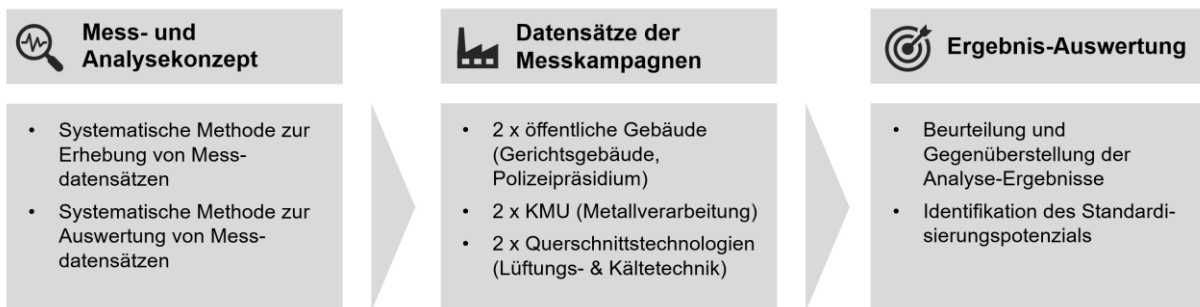 Mess- und
Analysekonzept
• Systematische Methode zur
Erhebung von Mess-
datensätzen
• Systematische Methode zur
Auswertung von Mess-
datensätzen
Datensätze der
Messkampagnen
• 2 x öffentliche Gebäude
(Gerichtsgebäude,
Polizeipräsidium)
• 2 x KMU (Metallverarbeitung)
• 2 x Querschnittstechnologien
(Lüftungs- & Kältetechnik)
Ergebnis-Auswertung
• Beurteilung und
Gegenüberstellung der
Analyse-Ergebnisse
• Identifikation des Standardi-
sierungspotenzials